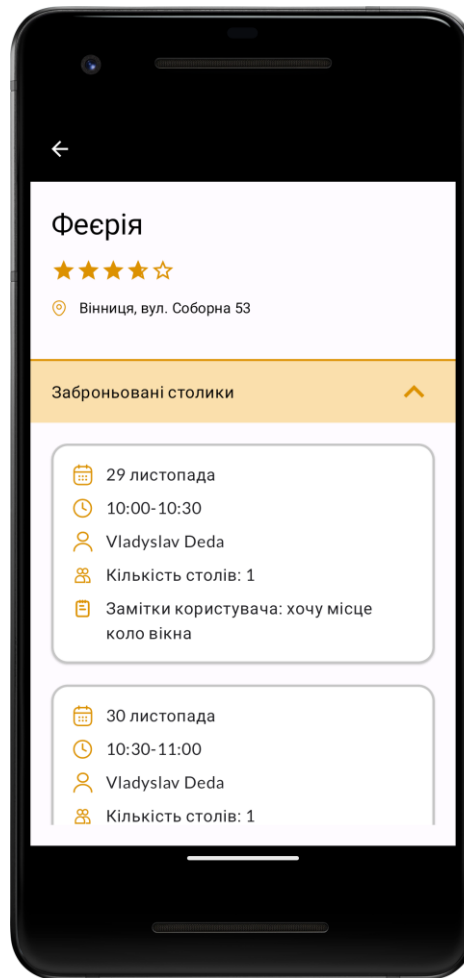 Феєрія
Вінниця, вул. Соборна 53
Заброньовані столики
29 листопада
10:00-10:30
Vladyslav Deda
Кількість столів: 1
Замітки користувача: хочу місце
коло вікна
30 листопада
10:30-11:00
Vladyslav Deda
Кількість столів: 1